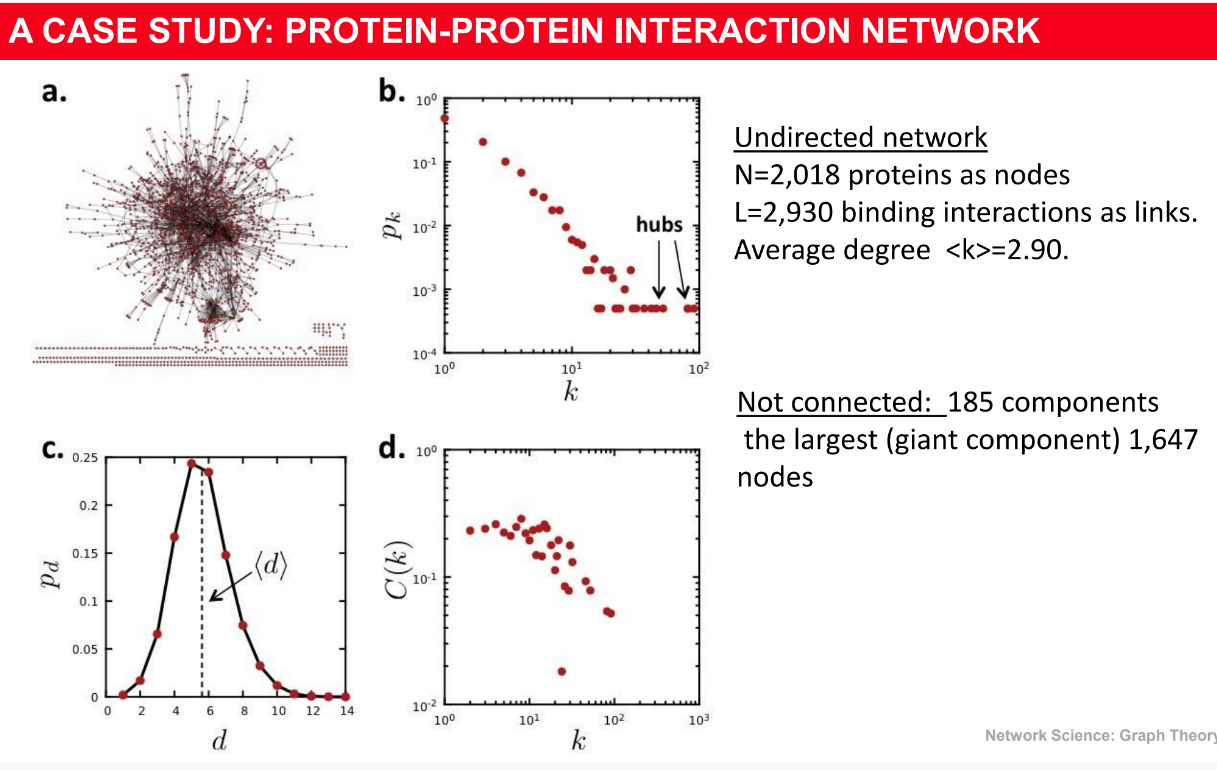 A CASE STUDY: PROTEIN-PROTEIN INTERACTION NETWORK
a.
b.
10^0
10^-1
10^-2
10^-3
10^-4
p_k
hubs
10^0
10^1
10^2
k
Undirected network
N=2,018 proteins as nodes
L=2,930 binding interactions as links.
Average degree <k>=2.90.
Not connected: 185 components
the largest (giant component) 1,647
nodes
c.
0.25
0.2
0.15
0.1
0.05
0
p_d
⟨d⟩
0 2 4 6 8 10 12 14
d
d.
10^0
10^-1
10^-2
C(k)
10^0
10^1
10^2
10^3
k
Network Science: Graph Theory